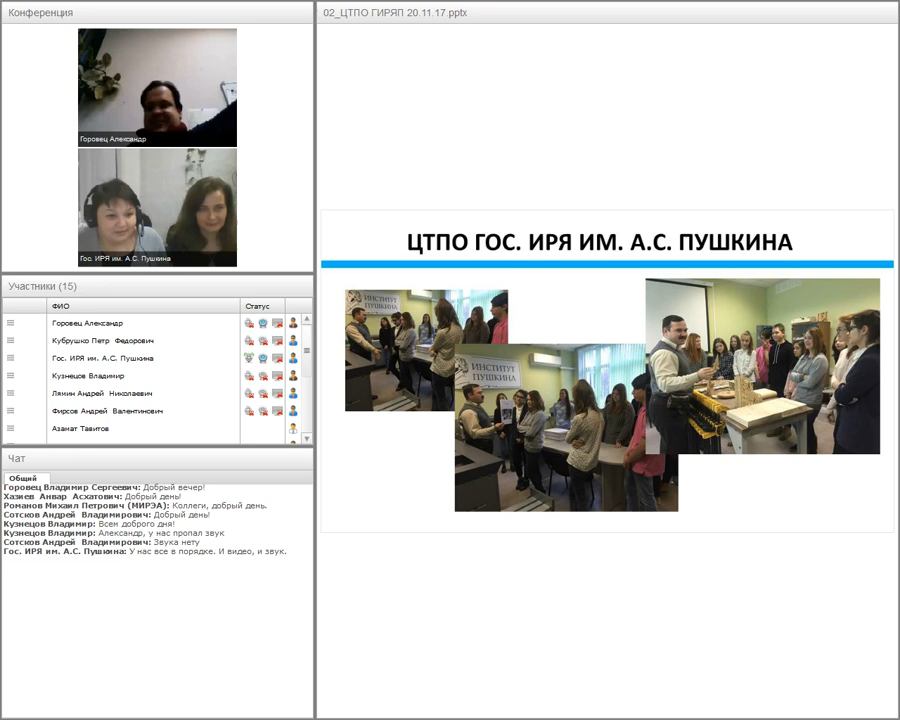 Конференция
Горовец Александр
Гос. ИРЯ им. А.С. Пушкина
Участники (15)
ФИО Статус
Горовец Александр
Кубрушко Петр Федорович
Гос. ИРЯ им. А.С. Пушкина
Кузнецов Владимир
Лямин Андрей Николаевич
Фирсов Андрей Валентинович
Азамат Тавитов
Чат
Общий
Горовец Владимир Сергеевич: Добрый вечер!
Хазиев Анвар Асхатович: Добрый день!
Романов Михаил Петрович (МИРЭА): Коллеги, добрый день.
Сотсков Андрей Владимирович: Добрый день!
Кузнецов Владимир: Всем доброго дня!
Кузнецов Владимир: Александр, у нас пропал звук
Сотсков Андрей Владимирович: Звука нету
Гос. ИРЯ им. А.С. Пушкина: У нас все в порядке. И видео, и звук.
02_ЦТПО ГИРЯП 20.11.17.pptx
ЦТПО ГОС. ИРЯ ИМ. А.С. ПУШКИНА
ИНСТИТУТ
ПУШКИНА
ИНСТИТУТ
ПУШКИНА